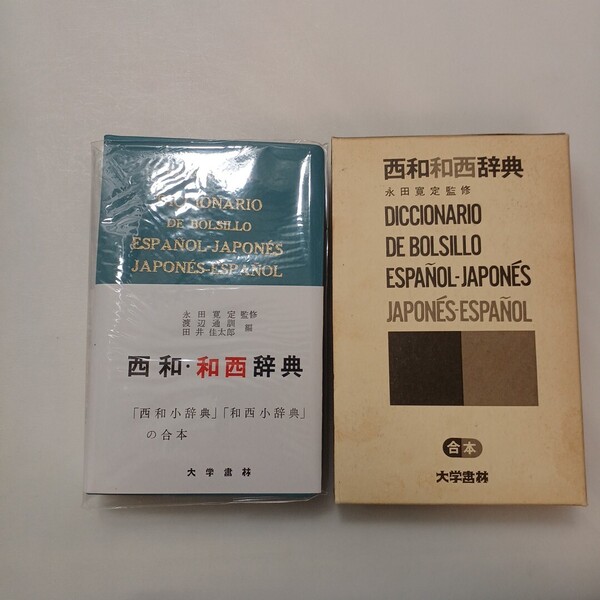 DICCIONARIO
DE BOLSILLO
ESPAÑOL-JAPONÉS
JAPONÉS-ESPAÑOL
永田寛定監修
渡辺通訓
田井佳太郎 編
西和・和西辞典
「西和小辞典」「和西小辞典」
の合本
大学書林
西和和西辞典
永田寛定監修
DICCIONARIO
DE BOLSILLO
ESPAÑOL-JAPONÉS
JAPONÉS-ESPAÑOL
合本
大学書林